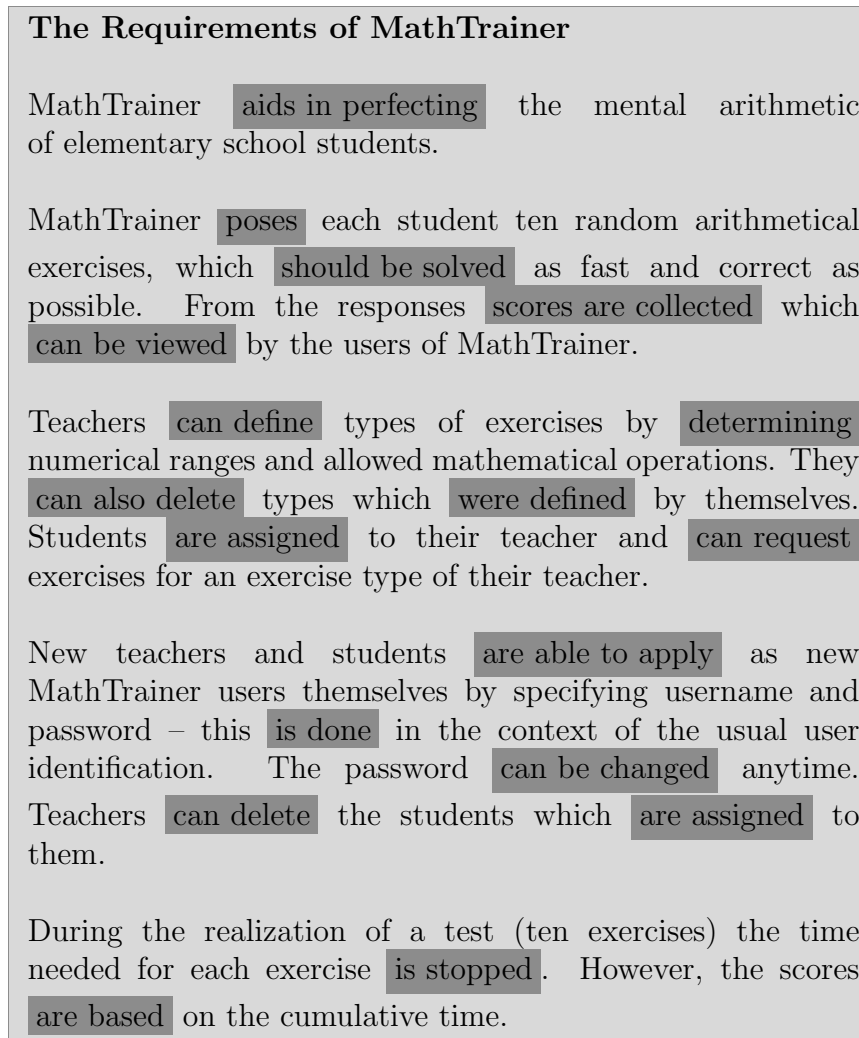 The Requirements of MathTrainer
MathTrainer aids in perfecting the mental arithmetic
of elementary school students.
MathTrainer poses each student ten random arithmetical
exercises, which should be solved as fast and correct as
possible. From the responses scores are collected which
can be viewed by the users of MathTrainer.
Teachers can define types of exercises by determining
numerical ranges and allowed mathematical operations. They
can also delete types which were defined by themselves.
Students are assigned to their teacher and can request
exercises for an exercise type of their teacher.
New teachers and students are able to apply as new
MathTrainer users themselves by specifying username and
password – this is done in the context of the usual user
identification. The password can be changed anytime.
Teachers can delete the students which are assigned to
them.
During the realization of a test (ten exercises) the time
needed for each exercise is stopped. However, the scores
are based on the cumulative time.